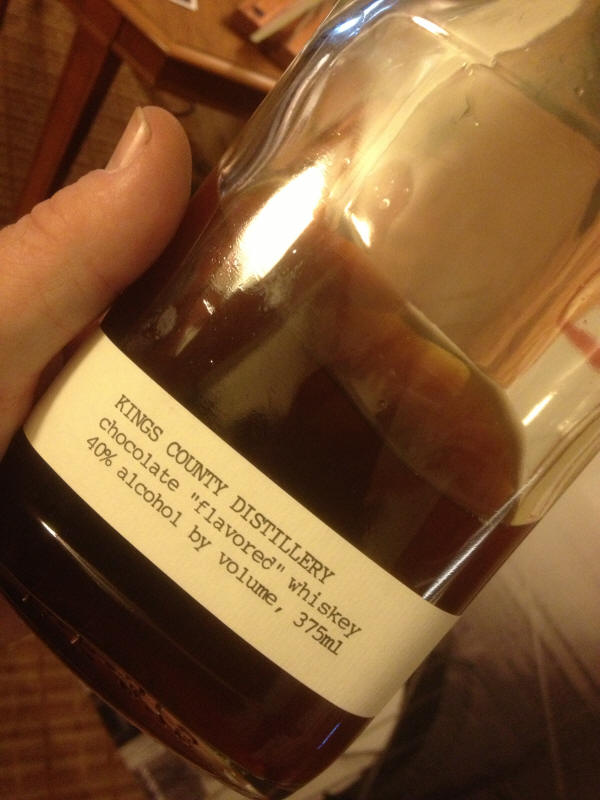 KINGS COUNTY DISTILLERY
chocolate "flavored" whiskey
40% alcohol by volume, 375ml